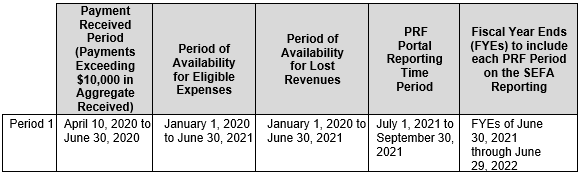 Payment
Received
Period
(Payments
Exceeding
$10,000 in
Aggregate
Received)
Period of
Availability
for Eligible
Expenses
Period of
Availability
for Lost
Revenues
PRF
Portal
Reporting
Time
Period
Fiscal Year Ends
(FYEs) to include
each PRF Period
on the SEFA
Reporting
Period 1
April 10, 2020 to
June 30, 2020
January 1, 2020
to June 30, 2021
January 1, 2020 to
June 30, 2021
July 1, 2021 to
September 30,
2021
FYEs of June
30, 2021
through June
29, 2022